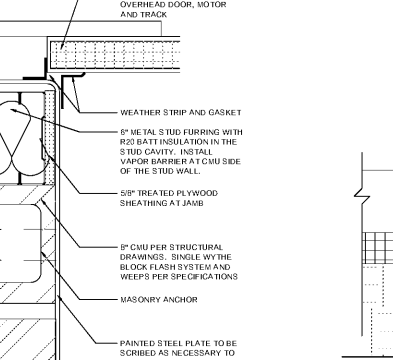 OVERHEAD DOOR, MOTOR
AND TRACK
WEATHER STRIP AND GASKET
6" METAL STUD FURRING WITH
R20 BATT INSULATION IN THE
STUD CAVITY. INSTALL
VAPOR BARRIER AT CMU SIDE
OF THE STUD WALL.
5/8" TREATED PLYWOOD
SHEATHING AT JAMB
8" CMU PER STRUCTURAL
DRAWINGS. SINGLE WYTHE
BLOCK FLASH SYSTEM AND
WEEPS PER SPECIFICATIONS
MASONRY ANCHOR
PAINTED STEEL PLATE TO BE
SCRIBED AS NECESSARY TO